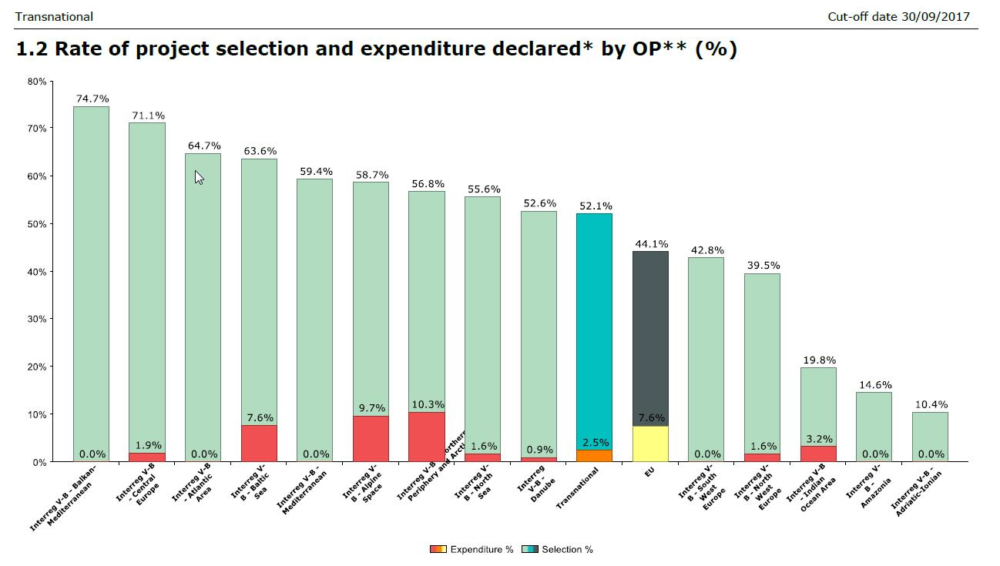 Transnational
Cut-off date 30/09/2017
1.2 Rate of project selection and expenditure declared* by OP** (%)
80%
70%
60%
50%
40%
30%
20%
10%
0%
74.7%
71.1%
64.7%
63.6%
59.4%
58.7%
56.8%
55.6%
52.6%
52.1%
44.1%
42.8%
39.5%
19.8%
14.6%
10.4%
0.0%
1.9%
0.0%
7.6%
0.0%
9.7%
10.3%
1.6%
0.9%
2.5%
7.6%
0.0%
1.6%
3.2%
0.0%
0.0%
Interreg V-B - Balkan-
Mediterranean
Interreg V-B
- Central
Europe
Interreg V-B
- Atlantic
Area
Interreg V-
B - Baltic
Sea
Interreg V-B -
Mediterranean
Interreg V-
B - Alpine
Space
Interreg V-B
Periphery and
Interreg V-
B - North
Sea
Interreg
V-B -
Danube
Transnational
EU
Interreg V-
B - South
West
Europe
Interreg V-
B - North
West
Europe
Interreg V-B
- Indian
Ocean Area
Interreg V-
B -
Amazonia
Interreg V-B -
Adriatic-Ionian
Expenditure %
Selection %